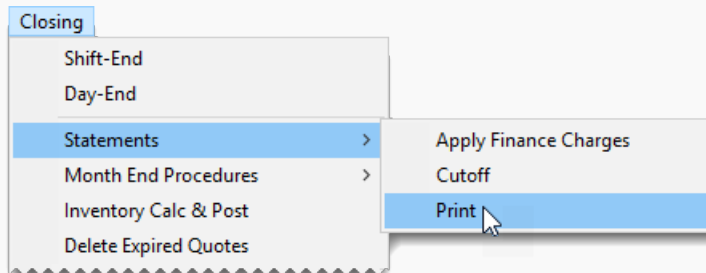 Closing
Shift-End
Day-End
Statements
Month End Procedures
Inventory Calc & Post
Delete Expired Quotes
Apply Finance Charges
Cutoff
Print